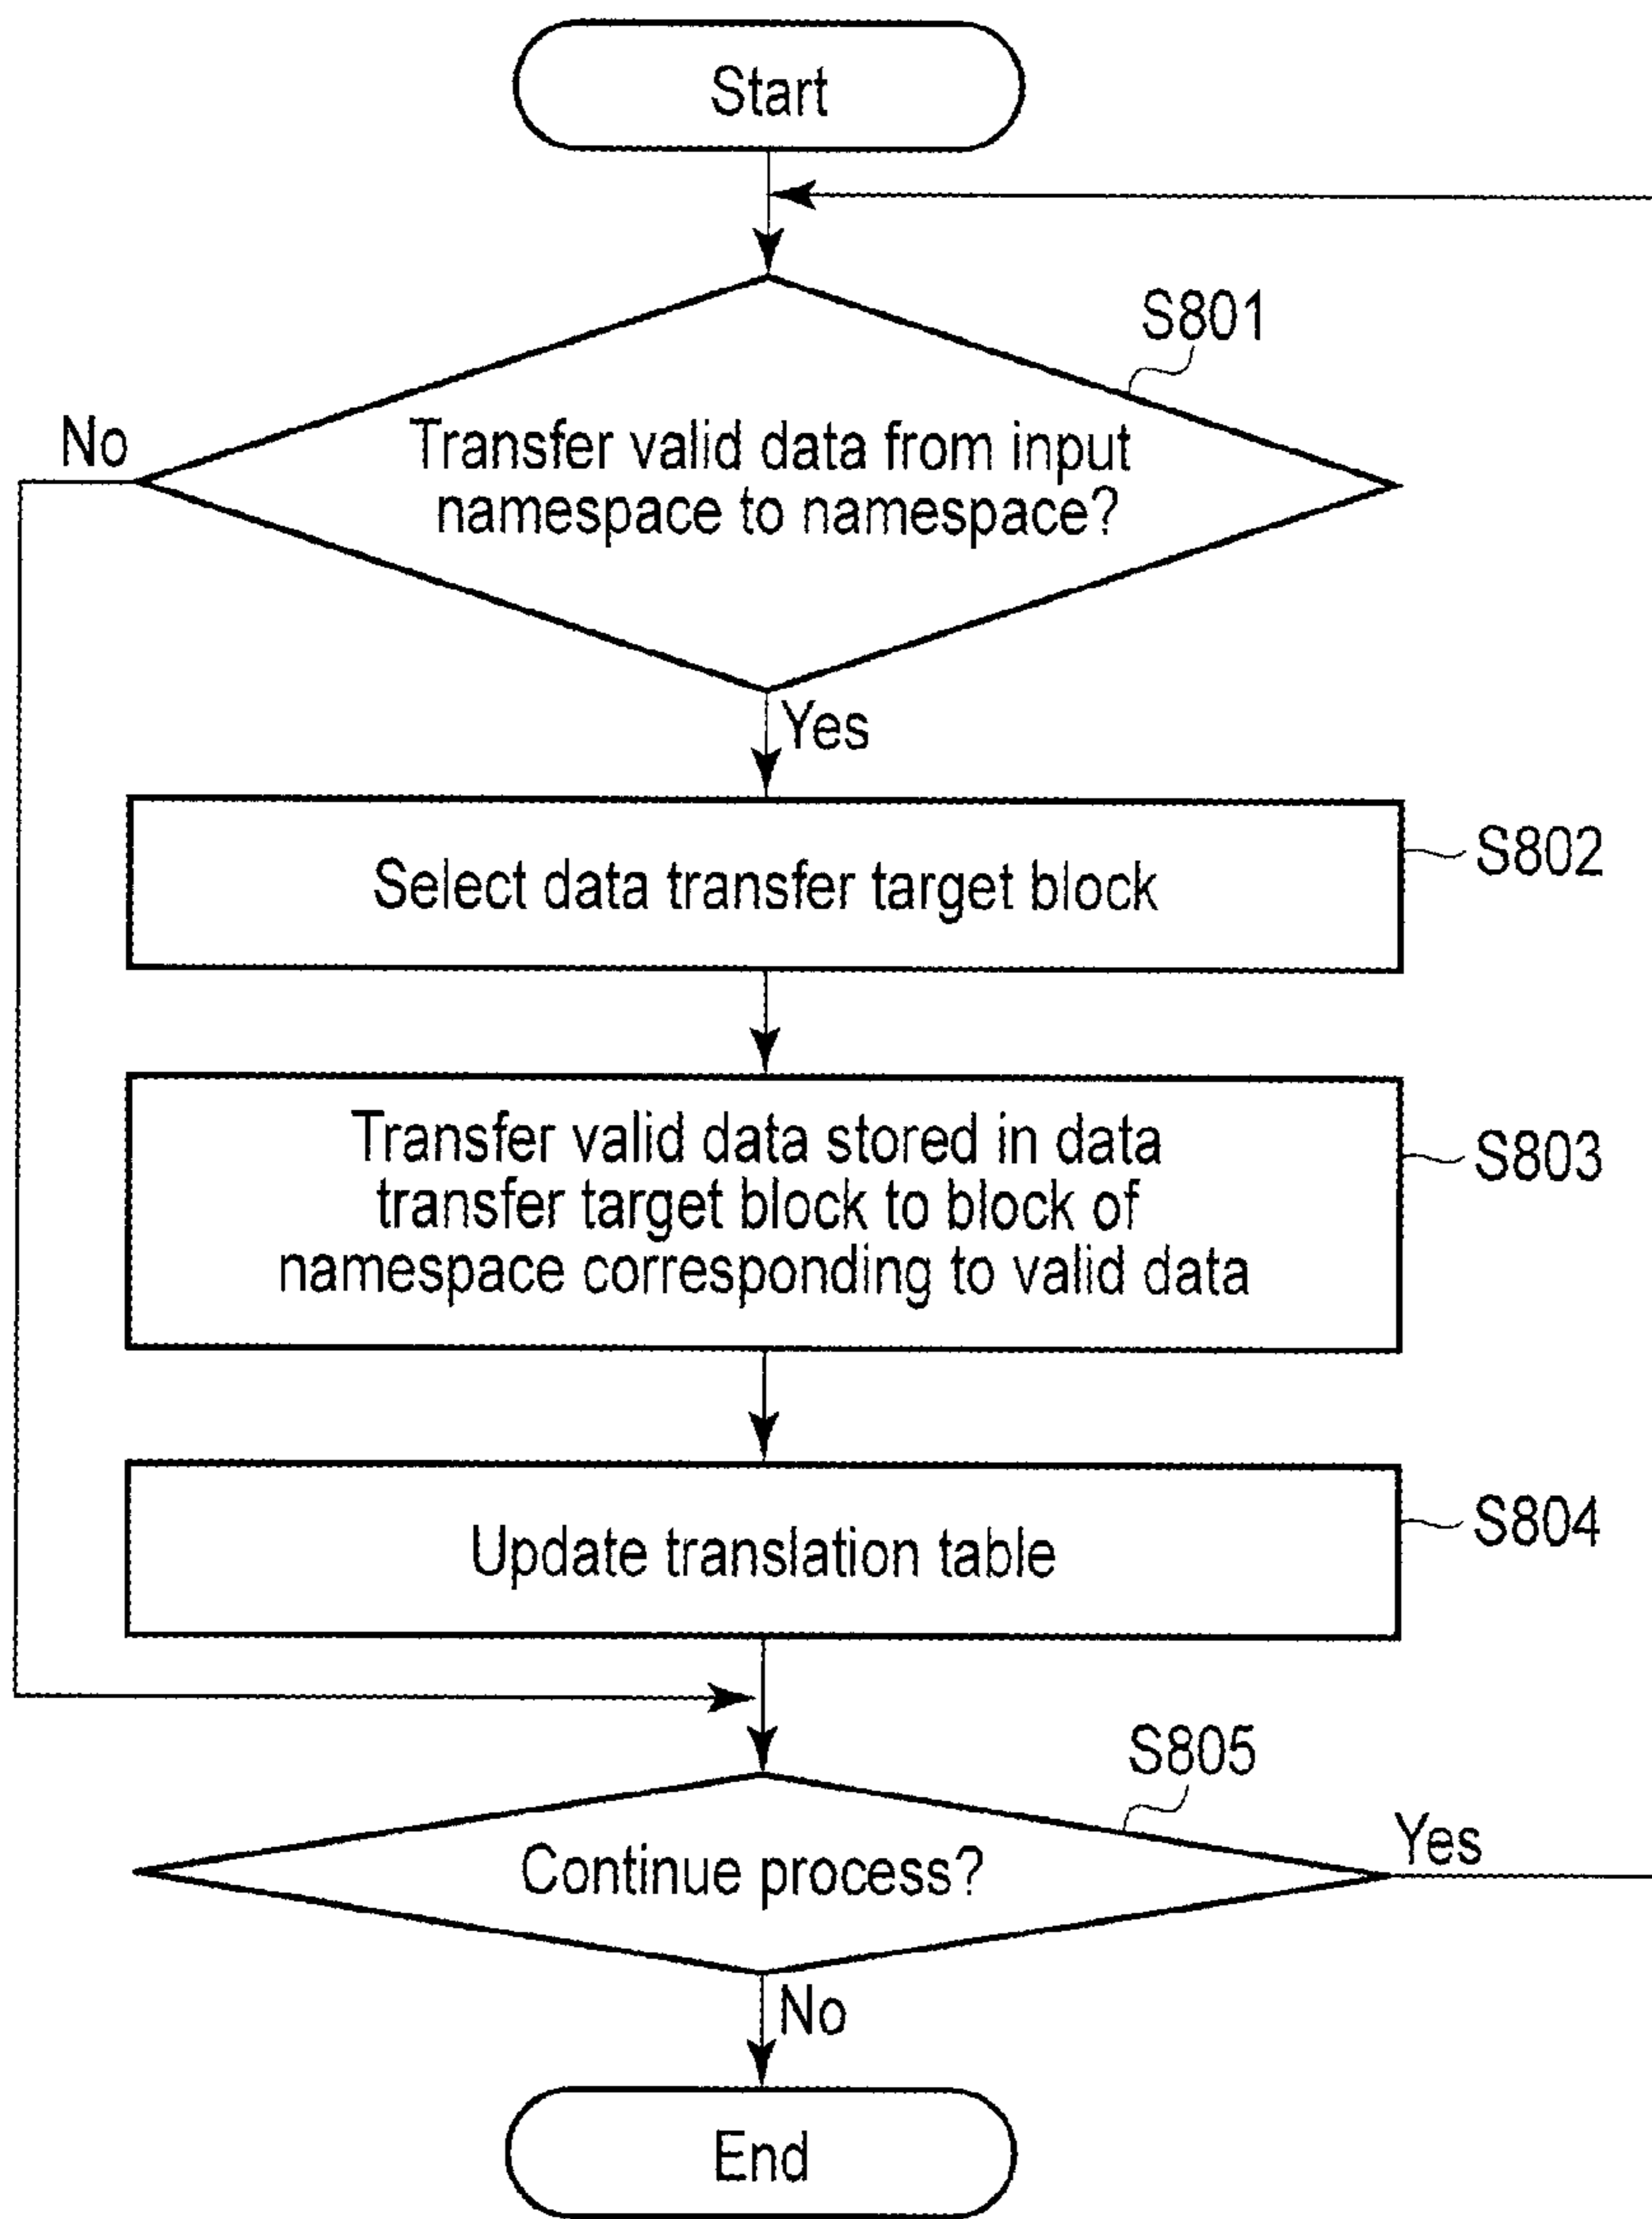 Start
S801
No
Transfer valid data from input
namespace to namespace?
Yes
S802
Select data transfer target block
Transfer valid data stored in data
transfer target block to block of
namespace corresponding to valid data
S803
S804
Update translation table
S805
Continue process?
Yes
No
End